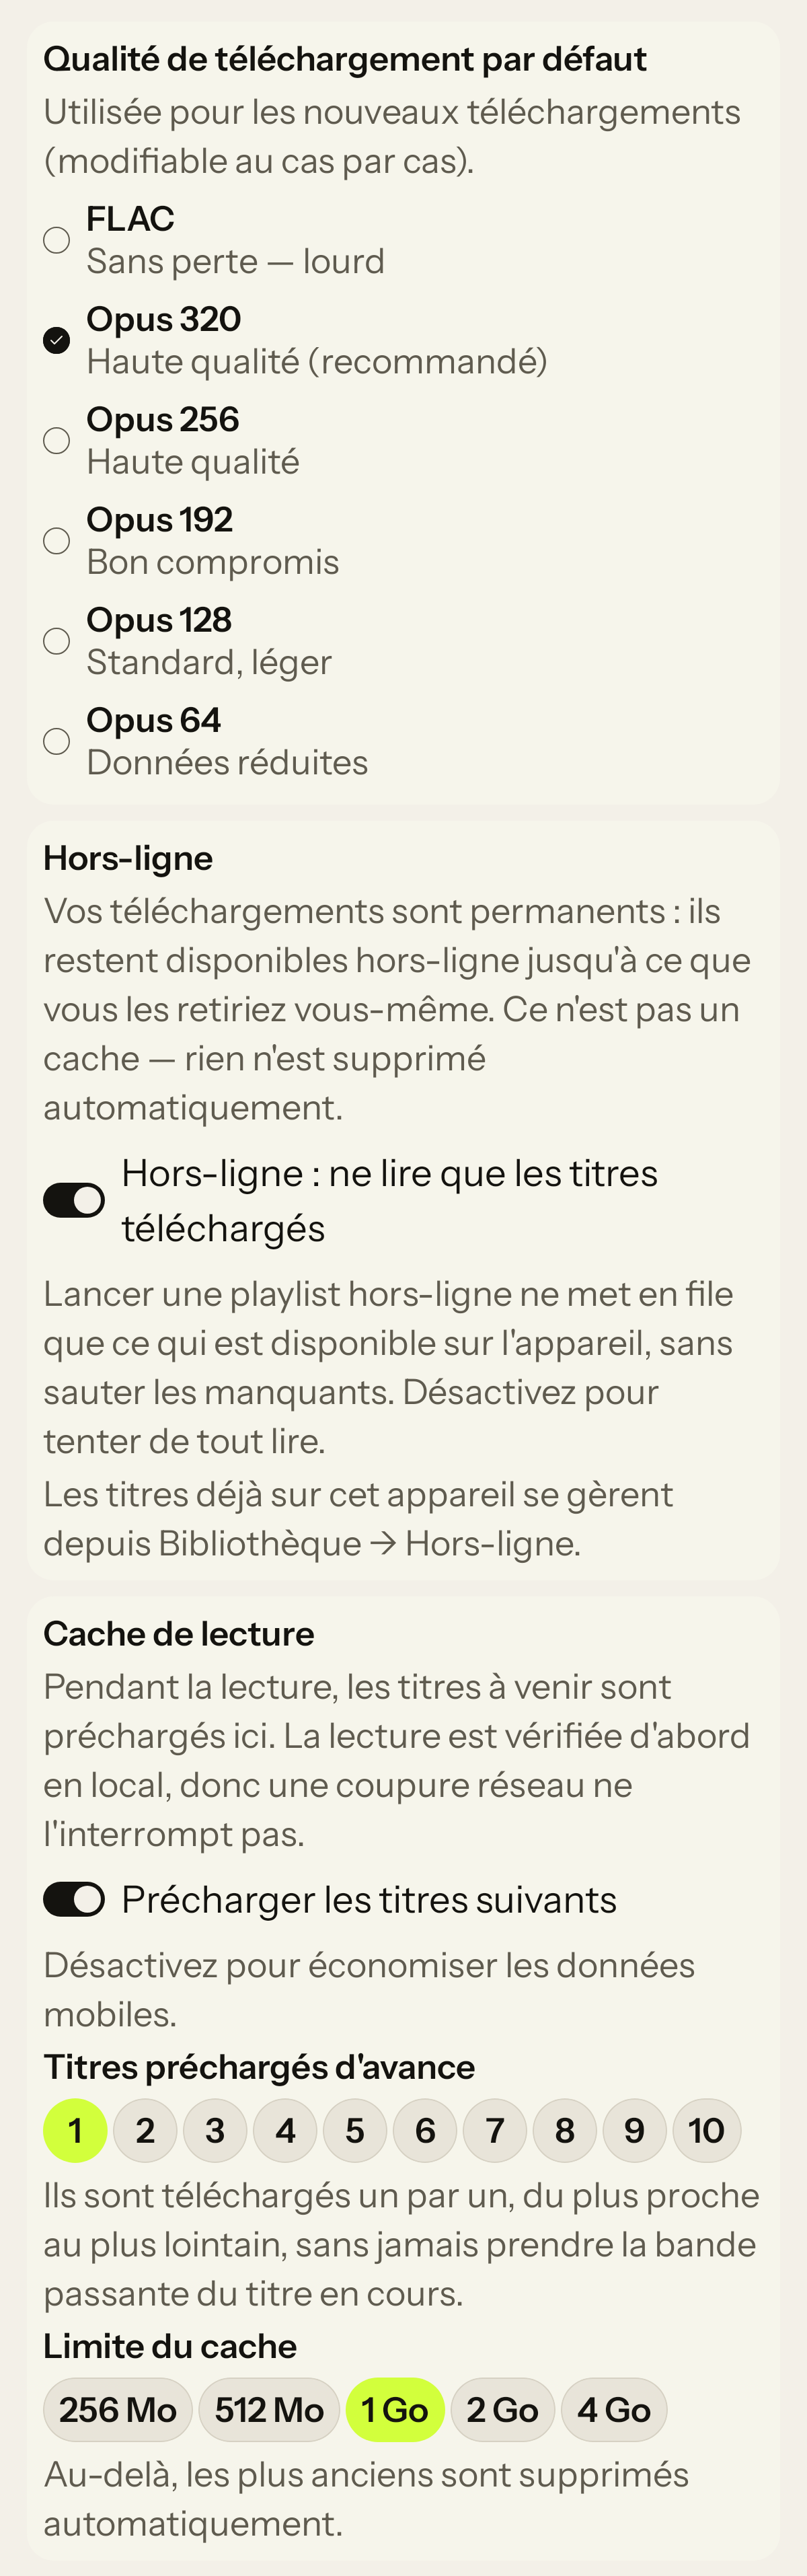 Qualité de téléchargement par défaut
Utilisée pour les nouveaux téléchargements
(modifiable au cas par cas).
FLAC
Sans perte — lourd
Opus 320
Haute qualité (recommandé)
Opus 256
Haute qualité
Opus 192
Bon compromis
Opus 128
Standard, léger
Opus 64
Données réduites
Hors-ligne
Vos téléchargements sont permanents : ils
restent disponibles hors-ligne jusqu'à ce que
vous les retiriez vous-même. Ce n'est pas un
cache — rien n'est supprimé
automatiquement.
Hors-ligne : ne lire que les titres
téléchargés
Lancer une playlist hors-ligne ne met en file
que ce qui est disponible sur l'appareil, sans
sauter les manquants. Désactivez pour
tenter de tout lire.
Les titres déjà sur cet appareil se gèrent
depuis Bibliothèque → Hors-ligne.
Cache de lecture
Pendant la lecture, les titres à venir sont
préchargés ici. La lecture est vérifiée d'abord
en local, donc une coupure réseau ne
l'interrompt pas.
Précharger les titres suivants
Désactivez pour économiser les données
mobiles.
Titres préchargés d'avance
1 2 3 4 5 6 7 8 9 10
Ils sont téléchargés un par un, du plus proche
au plus lointain, sans jamais prendre la bande
passante du titre en cours.
Limite du cache
256 Mo 512 Mo 1 Go 2 Go 4 Go
Au-delà, les plus anciens sont supprimés
automatiquement.